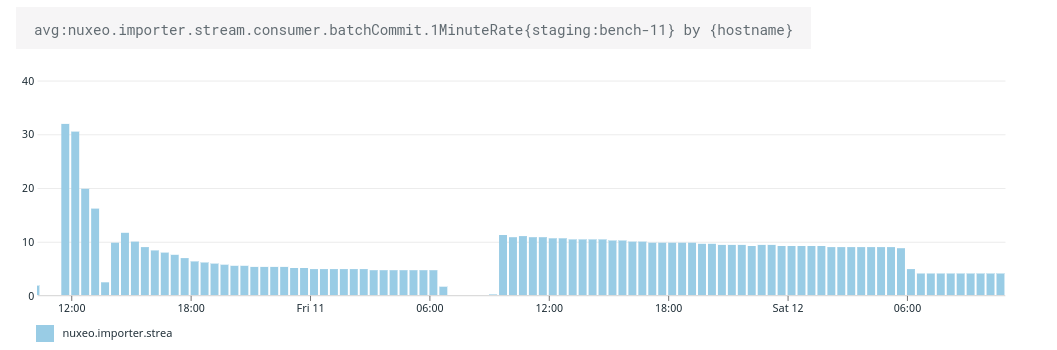 avg:nuxeo.importer.stream.consumer.batchCommit.1MinuteRate{staging:bench-11} by {hostname}
40
30
20
10
0
12:00 18:00 Fri 11 06:00 12:00 18:00 Sat 12 06:00
nuxeo.importer.strea